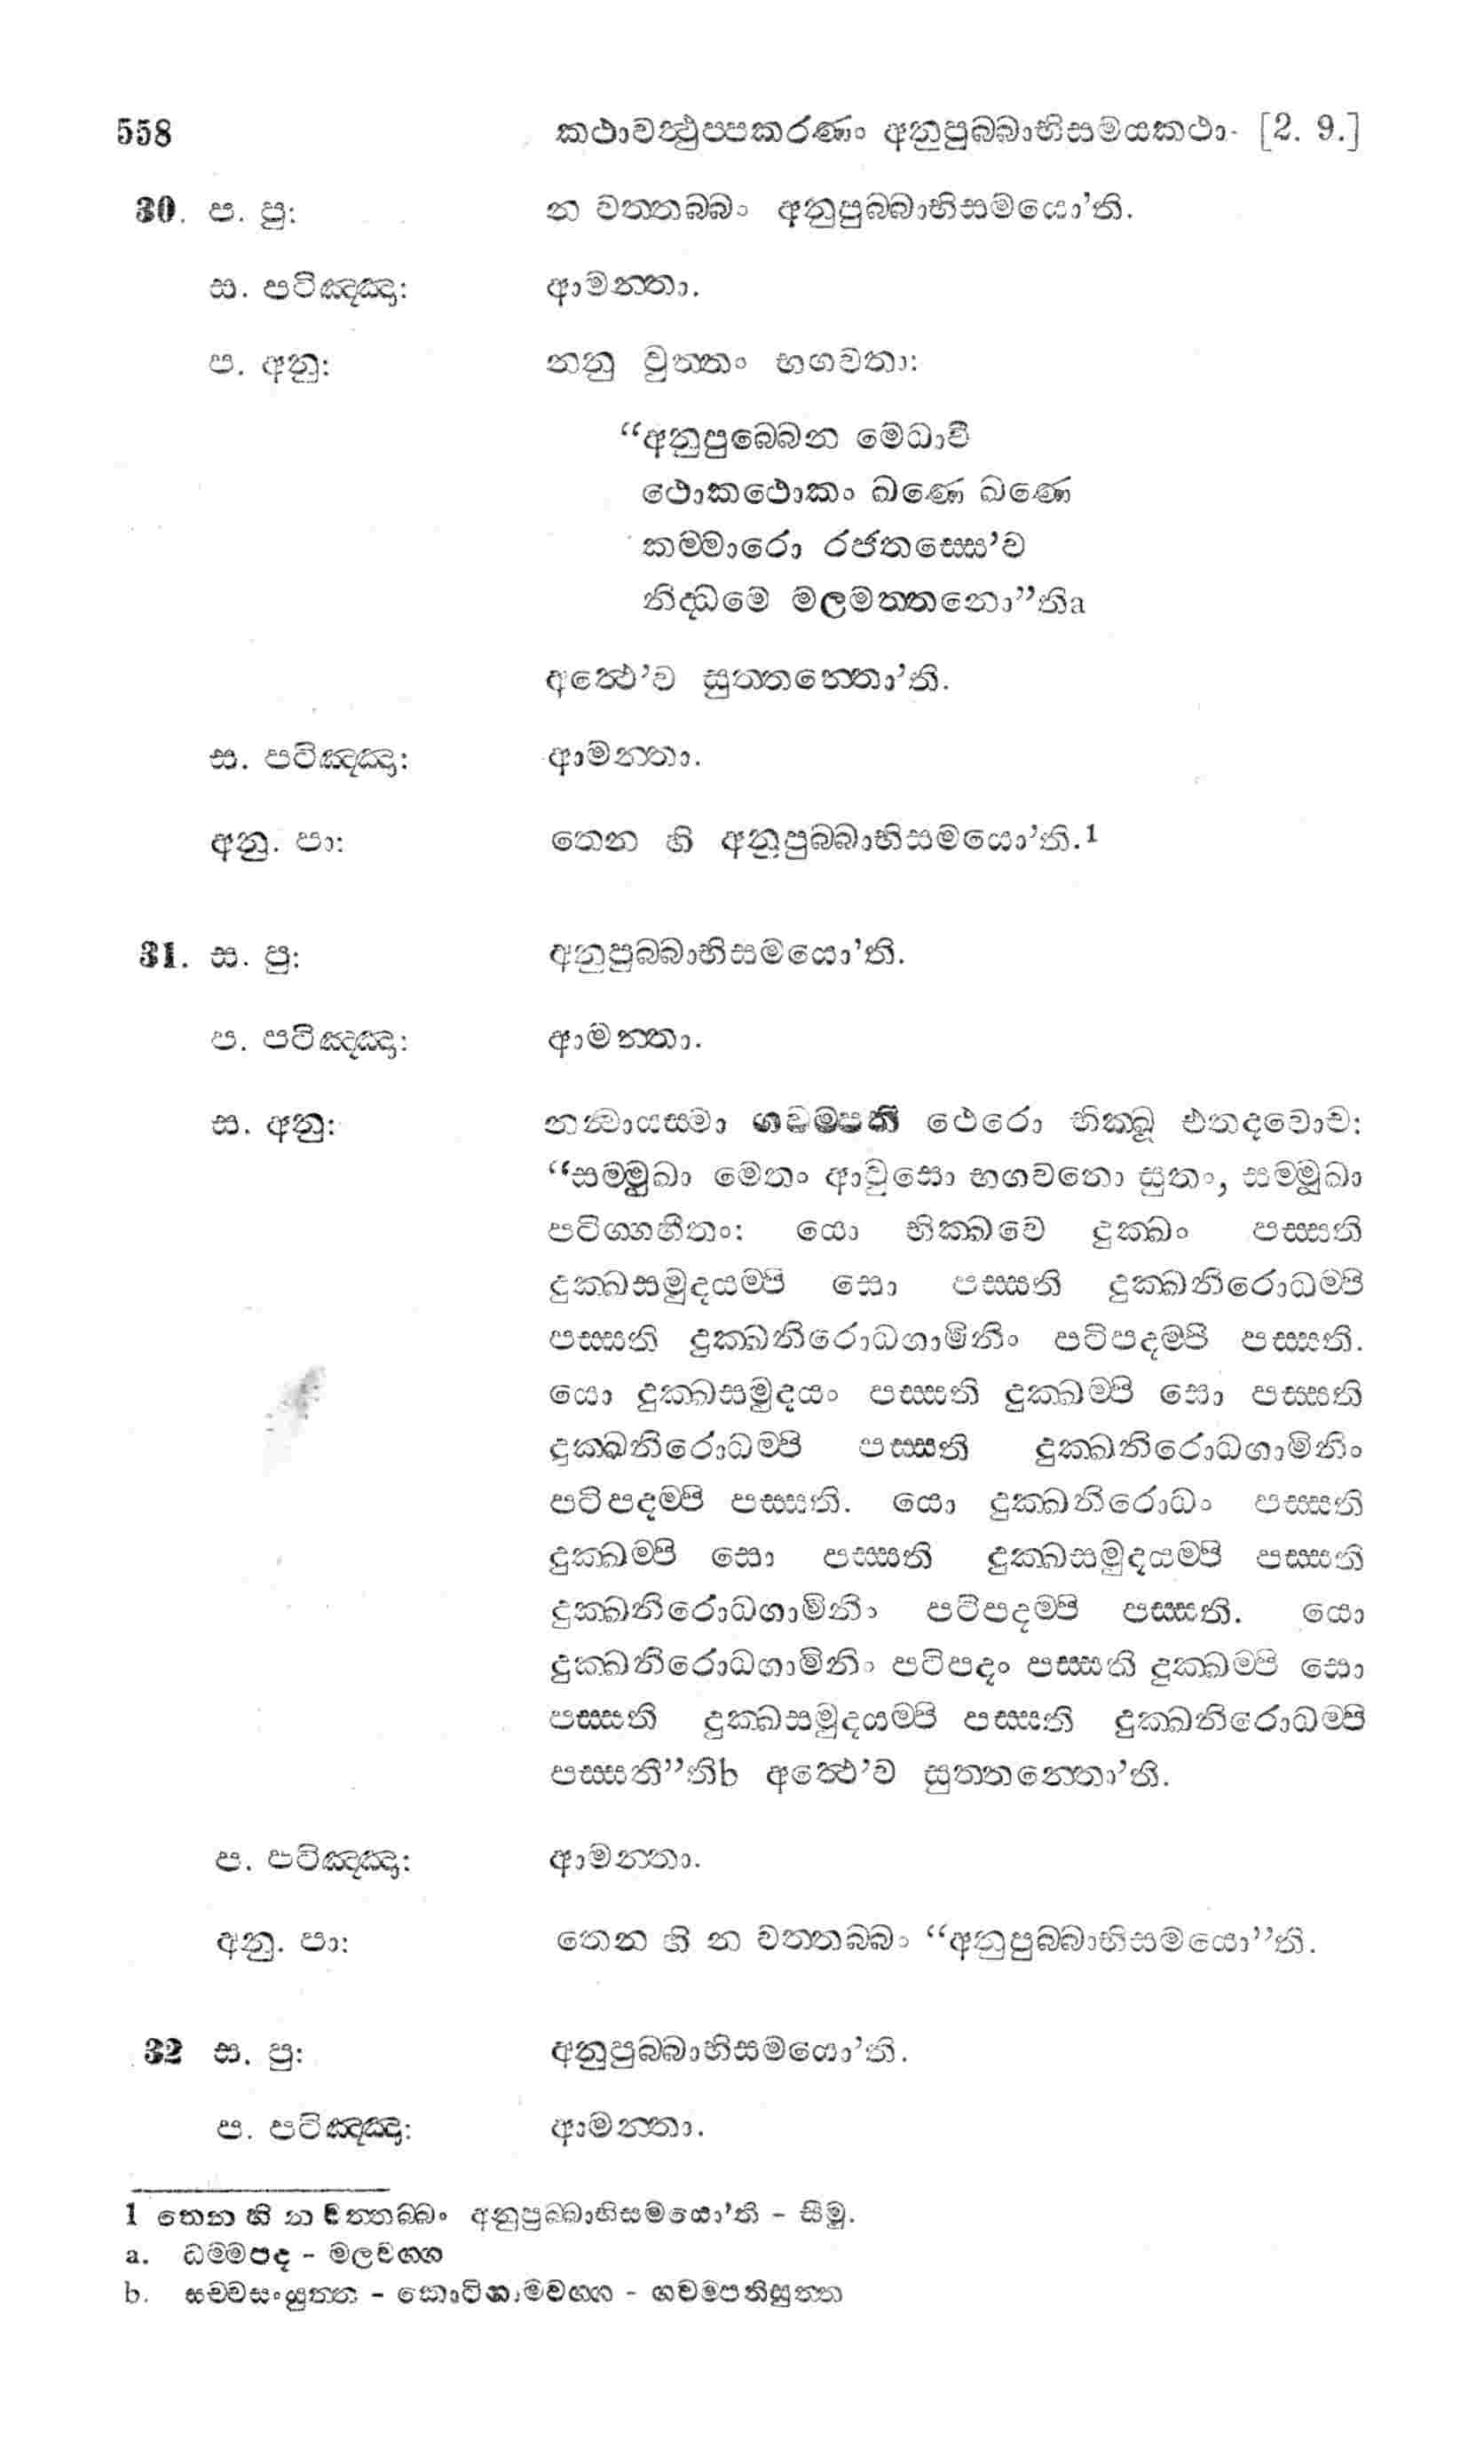 558 කථාවත්ථුප්පකරණං අනුපුබ්බාභිසමයකථා- [2. 9.]
30. ප. පු: න වත්තබ්බං අනුපුබ්බාභිසමයො’ති.
ස. පටිඤ්ඤා: ආමන්තා.
ප. අනු: නනු වුත්තං භගවතා:
“අනුපුබ්බෙන මෙධාවී
ථොකථොකං ඛණෙ ඛණෙ
කම්මාරො රජතස්සෙ’ව
නිද්ධමෙ මලමත්තනො”තිa
අත්ථෙ’ව සුත්තන්තො’ති.
ස. පටිඤ්ඤා: ආමන්තා.
අනු. පා: තෙන හි අනුපුබ්බාභිසමයො’ති.1
31. ස. පු: අනුපුබ්බාභිසමයො’ති.
ප. පටිඤ්ඤා: ආමන්තා.
ස. අනු: නන්වායස්මා ගවම්පති ථෙරො භික්ඛූ එතදවොච:
“සම්මුඛා මෙතං ආවුසො භගවතො සුතං, සම්මුඛා
පටිග්ගහීතං: යො භික්ඛවෙ දුක්ඛං පස්සති
දුක්ඛසමුදයම්පි සො පස්සති දුක්ඛනිරොධම්පි
පස්සති දුක්ඛනිරොධගාමිනිං පටිපදම්පි පස්සති.
යො දුක්ඛසමුදයං පස්සති දුක්ඛම්පි සො පස්සති
දුක්ඛනිරොධම්පි පස්සති දුක්ඛනිරොධගාමිනිං
පටිපදම්පි පස්සති. යො දුක්ඛනිරොධං පස්සති
දුක්ඛම්පි සො පස්සති දුක්ඛසමුදයම්පි පස්සති
දුක්ඛනිරොධගාමිනිං පටිපදම්පි පස්සති. යො
දුක්ඛනිරොධගාමිනිං පටිපදං පස්සති දුක්ඛම්පි සො
පස්සති දුක්ඛසමුදයම්පි පස්සති දුක්ඛනිරොධම්පි
පස්සතී”තිb අත්ථෙ’ව සුත්තන්තො’ති.
ප. පටිඤ්ඤා: ආමන්තා.
අනු. පා: තෙන හි න වත්තබ්බං “අනුපුබ්බාභිසමයො”ති.
32 ස. පු: අනුපුබ්බාභිසමයො’ති.
ප. පටිඤ්ඤා: ආමන්තා.
1 තෙන හි න වත්තබ්බං අනුපුබ්බාභිසමයො’ති - සීමු.
a. ධම්මපද - මලවග්ග
b. සච්චසංයුත්ත - කොටිගාමවග්ග - ගවම්පතිසුත්ත